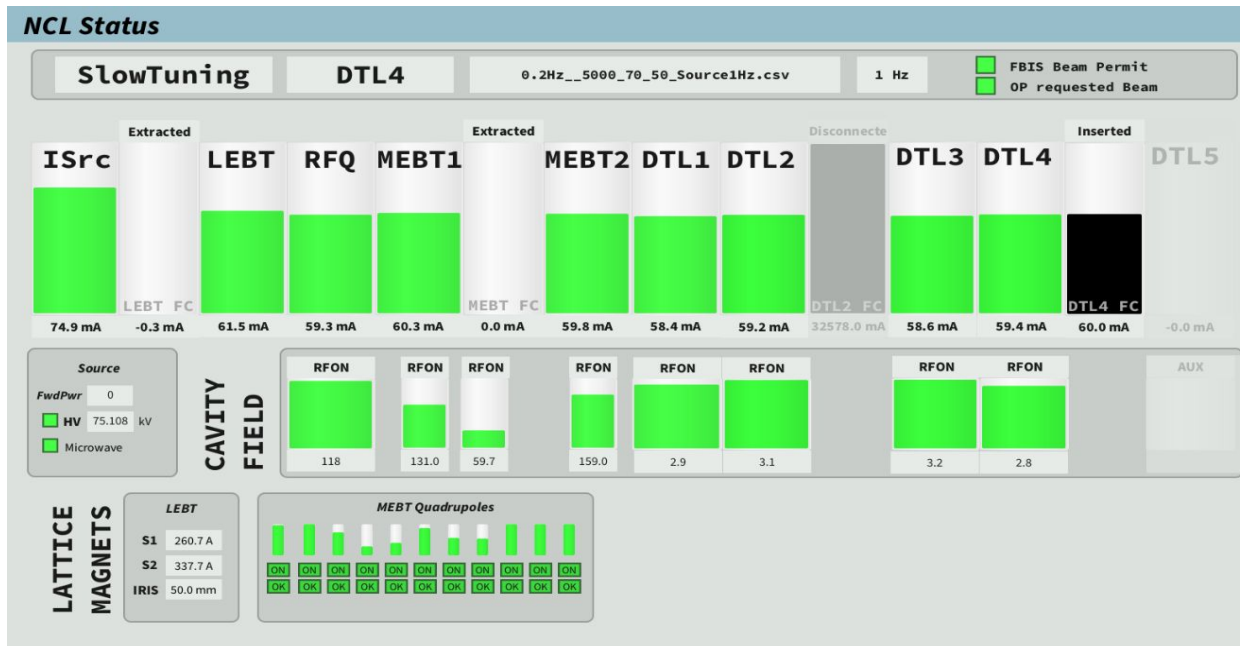 NCL Status
SlowTuning DTL4 0.2Hz__5000_70_50_Source1Hz.csv 1 Hz FBIS Beam Permit
OP requested Beam
Extracted Extracted Disconnecte Inserted
ISrc LEBT RFQ MEBT1 MEBT2 DTL1 DTL2 DTL3 DTL4 DTL5
LEBT FC MEBT FC DTL2 FC DTL4 FC
74.9 mA -0.3 mA 61.5 mA 59.3 mA 60.3 mA 0.0 mA 59.8 mA 58.4 mA 59.2 mA 32578.0 mA 58.6 mA 59.4 mA 60.0 mA -0.0 mA
Source
FwdPwr 0
HV 75.108 kV
Microwave
CAVITY
FIELD
RFON RFON RFON RFON RFON RFON RFON RFON AUX
118 131.0 59.7 159.0 2.9 3.1 3.2 2.8
LATTICE
MAGNETS
LEBT
S1 260.7 A
S2 337.7 A
IRIS 50.0 mm
MEBT Quadrupoles
ON ON ON ON ON ON ON ON ON ON ON
OK OK OK OK OK OK OK OK OK OK OK